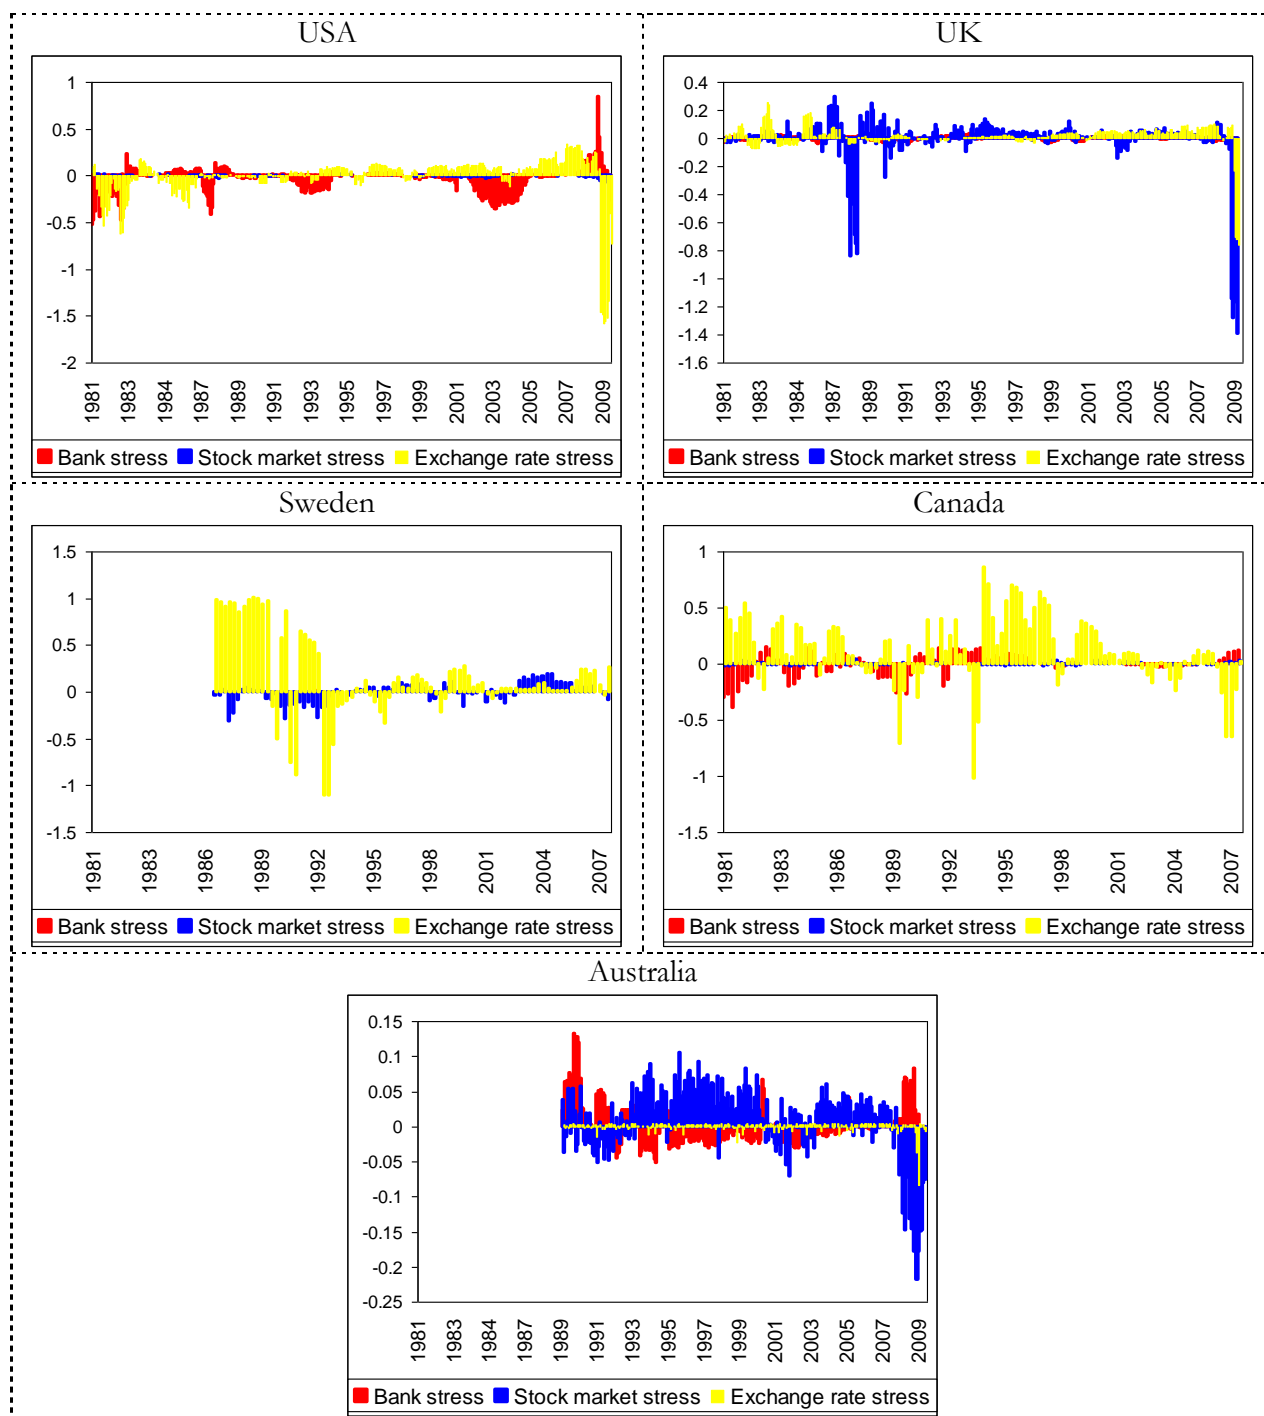 USA
1
0.5
0
-0.5
-1
-1.5
-2
1981 1983 1984 1987 1989 1991 1993 1995 1997 1999 2001 2003 2005 2007 2009
Bank stress Stock market stress Exchange rate stress
UK
0.4
0.2
0
-0.2
-0.4
-0.6
-0.8
-1
-1.2
-1.4
-1.6
1981 1983 1984 1987 1989 1991 1993 1995 1997 1999 2001 2003 2005 2007 2009
Bank stress Stock market stress Exchange rate stress
Sweden
1.5
1
0.5
0
-0.5
-1
-1.5
1981 1983 1986 1989 1992 1995 1998 2001 2004 2007
Bank stress Stock market stress Exchange rate stress
Canada
1
0.5
0
-0.5
-1
-1.5
1981 1983 1986 1989 1992 1995 1998 2001 2004 2007
Bank stress Stock market stress Exchange rate stress
Australia
0.15
0.1
0.05
0
-0.05
-0.1
-0.15
-0.2
-0.25
1981 1983 1984 1987 1989 1991 1993 1995 1997 1999 2001 2003 2005 2007 2009
Bank stress Stock market stress Exchange rate stress